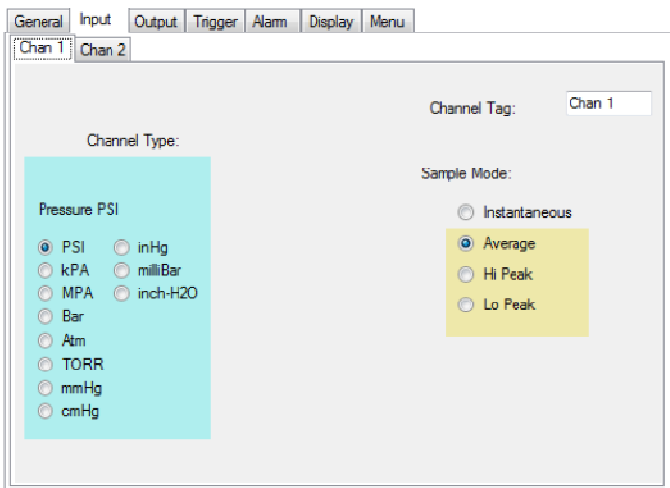 General Input Output Trigger Alarm Display Menu
Chan 1 Chan 2
Channel Tag: Chan 1
Channel Type:
Sample Mode:
Pressure PSI
Instantaneous
Average
Hi Peak
Lo Peak
PSI inHg
kPA milliBar
MPA inch-H2O
Bar
Atm
TORR
mmHg
cmHg